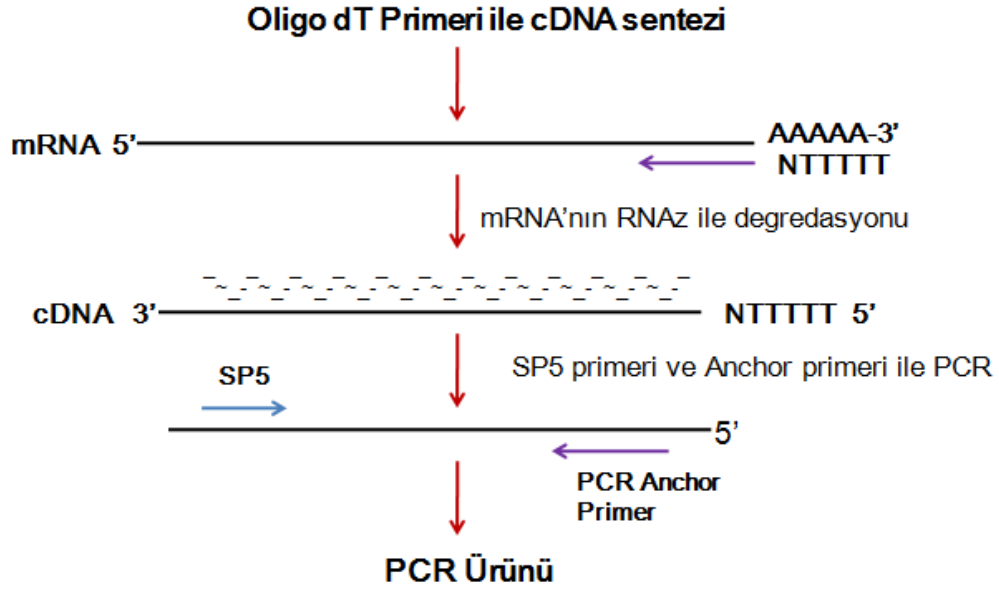 Oligo dT Primeri ile cDNA sentezi
mRNA 5’
AAAAA-3’
NTTTTT
mRNA’nın RNAz ile degredasyonu
cDNA 3’
NTTTTT 5’
SP5 primeri ve Anchor primeri ile PCR
SP5
5’
PCR Anchor
Primer
PCR Ürünü